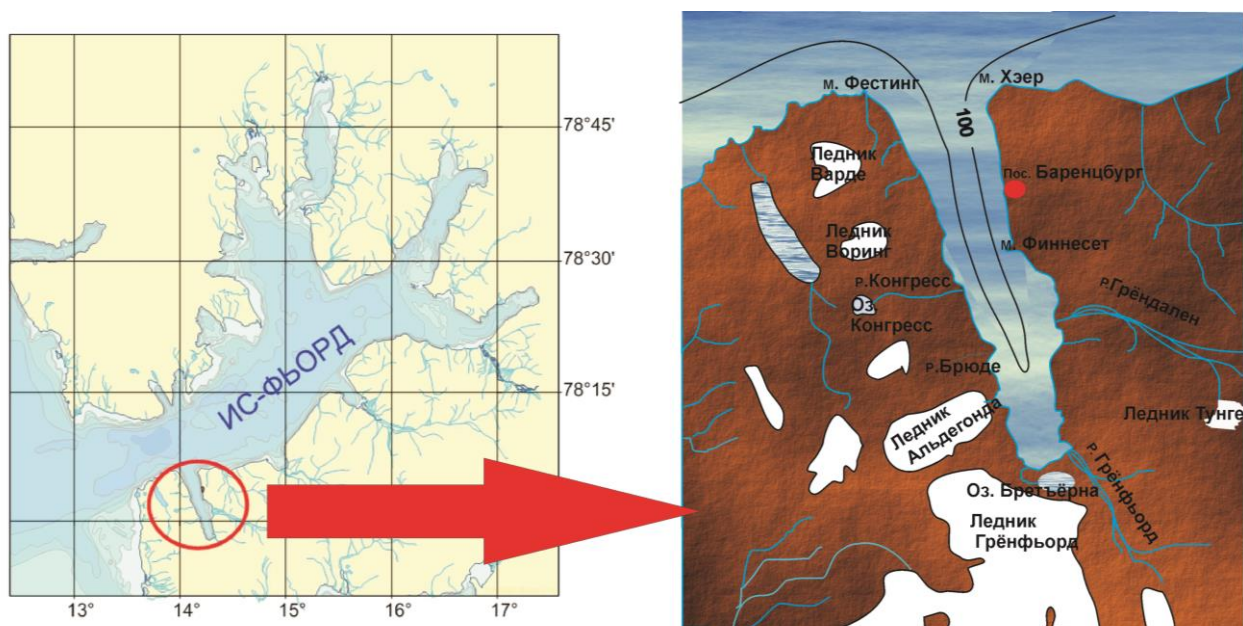 ИС-ФЬОРД
78°45'
78°30'
78°15'
13°
14°
15°
16°
17°
м. Фестинг
м. Хэер
100
Ледник
Варде
пос. Баренцбург
Ледник
Воринг
м. Финнесет
р.Конгресс
Оз.
Конгресс
р.Грёндален
р.Брюде
Ледник
Альдегонда
Ледник Тунге
р.Грёнфьорд
Оз. Бретъёрна
Ледник
Грёнфьорд